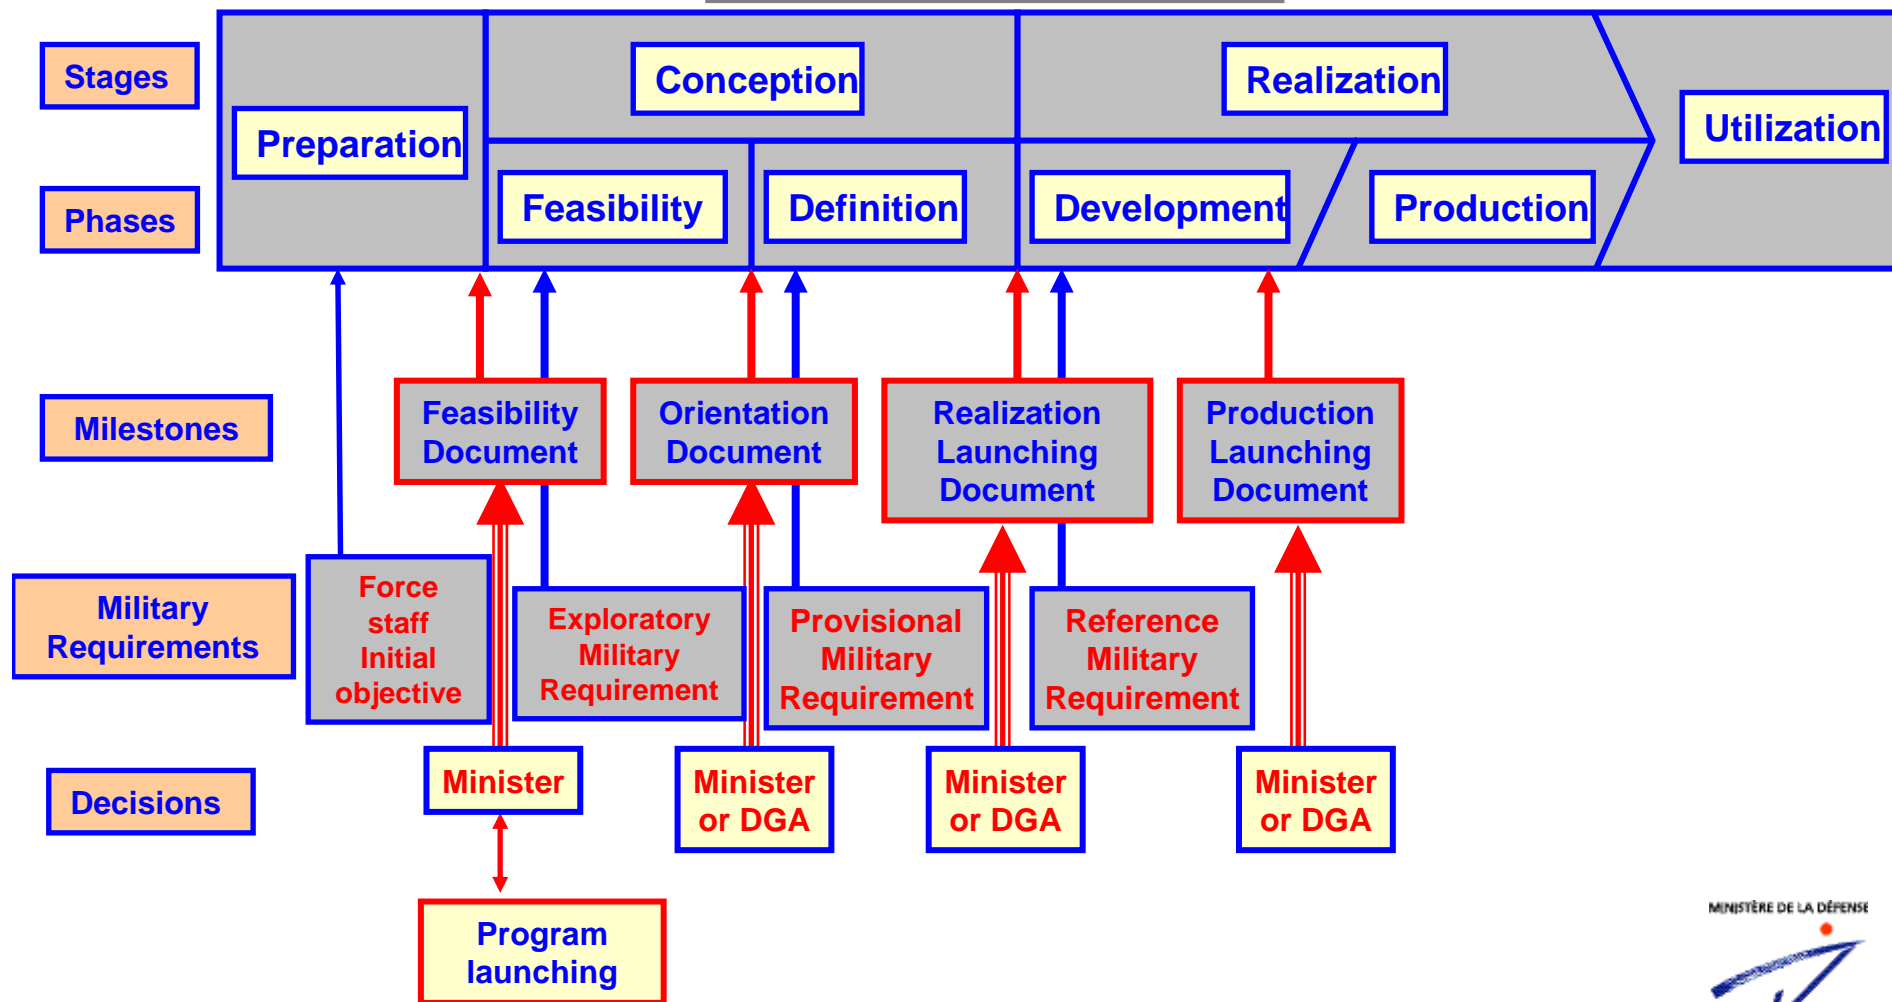 Stages
Conception
Realization
Preparation
Utilization
Phases
Feasibility
Definition
Development
Production
Milestones
Feasibility
Document
Orientation
Document
Realization
Launching
Document
Production
Launching
Document
Military
Requirements
Force
staff
Initial
objective
Exploratory
Military
Requirement
Provisional
Military
Requirement
Reference
Military
Requirement
Decisions
Minister
Minister
or DGA
Minister
or DGA
Minister
or DGA
Program
launching
MINISTÈRE DE LA DÉFENSE